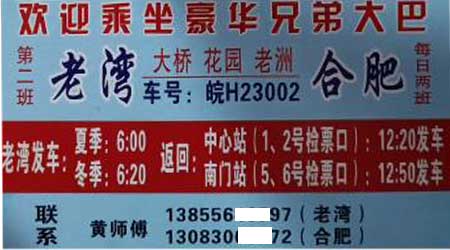 欢迎乘坐豪华兄弟大巴
第二班
老湾
大桥 花园 老洲
车号：皖H23002
合肥
每日两班
老湾发车：
夏季：6:00
冬季：6:20
返回：
中心站（1、2号检票口）：12:20发车
南门站（5、6号检票口）：12:50发车
联系
黄师傅
13855697（老湾）
13083072（合肥）